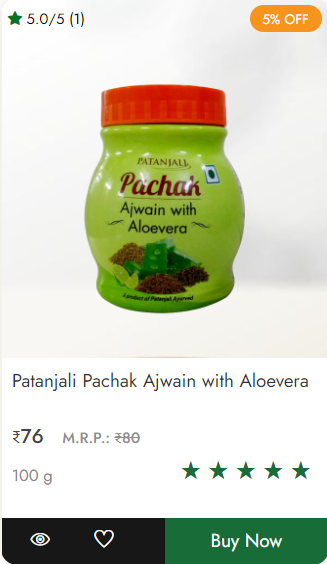 ★ 5.0/5 (1)
5% OFF
PATANJALI
Pachak
Ajwain with
Aloevera
A product of Patanjali Ayurved
Patanjali Pachak Ajwain with Aloevera
₹76 M.R.P.: ₹80
100 g
★ ★ ★ ★ ★
Buy Now